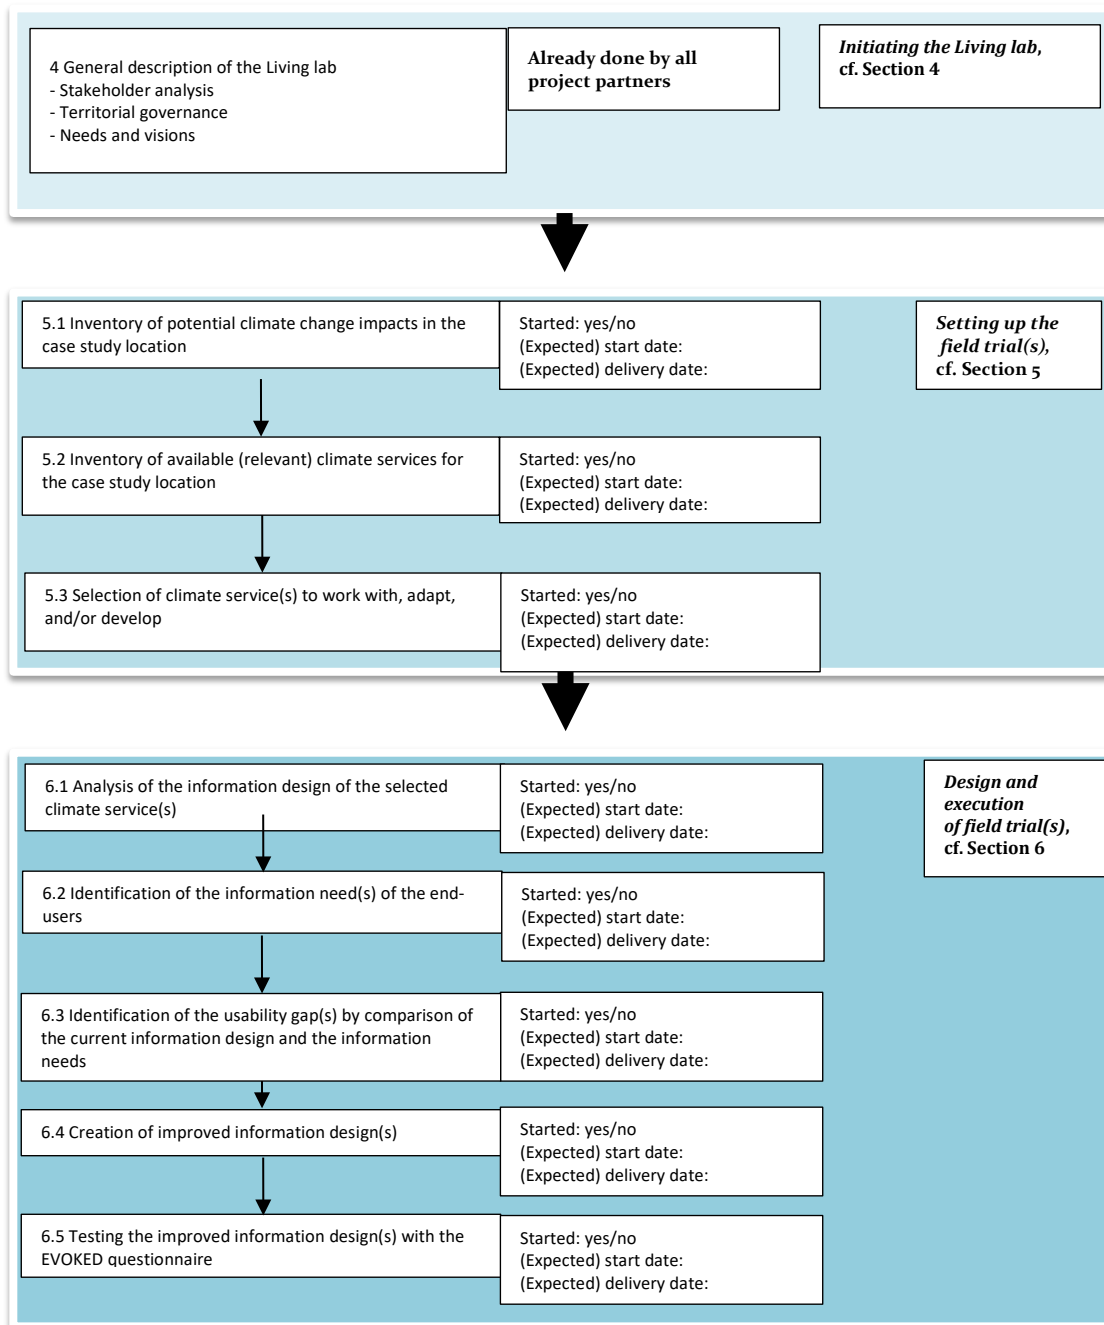 4 General description of the Living lab
- Stakeholder analysis
- Territorial governance
- Needs and visions
Already done by all
project partners
Initiating the Living lab,
cf. Section 4
5.1 Inventory of potential climate change impacts in the
case study location
Started: yes/no
(Expected) start date:
(Expected) delivery date:
Setting up the
field trial(s),
cf. Section 5
5.2 Inventory of available (relevant) climate services for
the case study location
Started: yes/no
(Expected) start date:
(Expected) delivery date:
5.3 Selection of climate service(s) to work with, adapt,
and/or develop
Started: yes/no
(Expected) start date:
(Expected) delivery date:
6.1 Analysis of the information design of the selected
climate service(s)
Started: yes/no
(Expected) start date:
(Expected) delivery date:
Design and
execution
of field trial(s),
cf. Section 6
6.2 Identification of the information need(s) of the end-
users
Started: yes/no
(Expected) start date:
(Expected) delivery date:
6.3 Identification of the usability gap(s) by comparison of
the current information design and the information
needs
Started: yes/no
(Expected) start date:
(Expected) delivery date:
6.4 Creation of improved information design(s)
Started: yes/no
(Expected) start date:
(Expected) delivery date:
6.5 Testing the improved information design(s) with the
EVOKED questionnaire
Started: yes/no
(Expected) start date:
(Expected) delivery date: